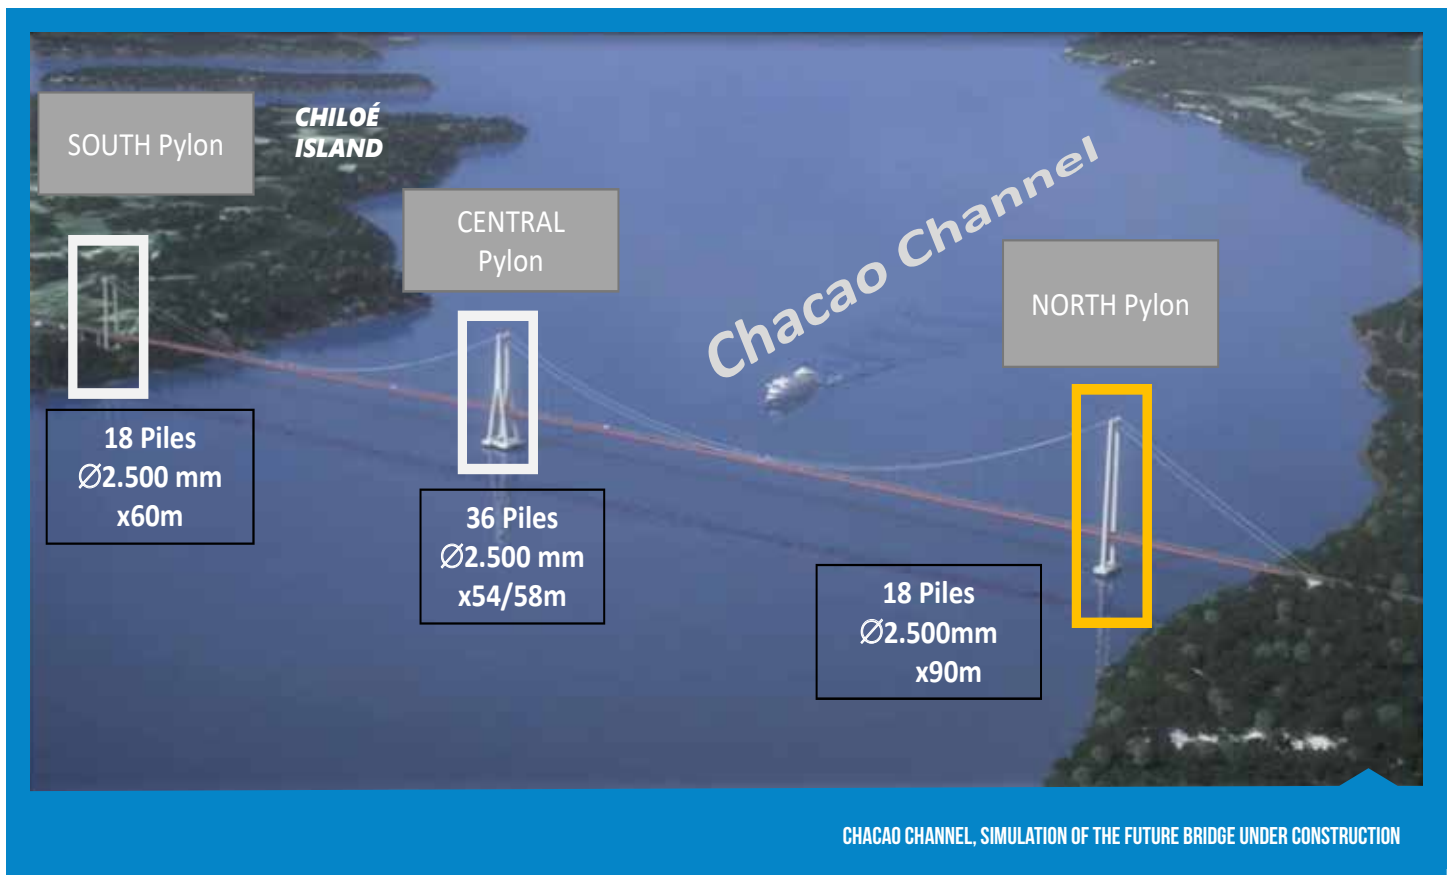 SOUTH Pylon
CHILOÉ
ISLAND
CENTRAL
Pylon
Chacao Channel
NORTH Pylon
18 Piles
∅2.500 mm
x60m
36 Piles
∅2.500 mm
x54/58m
18 Piles
∅2.500mm
x90m
CHACAO CHANNEL, SIMULATION OF THE FUTURE BRIDGE UNDER CONSTRUCTION